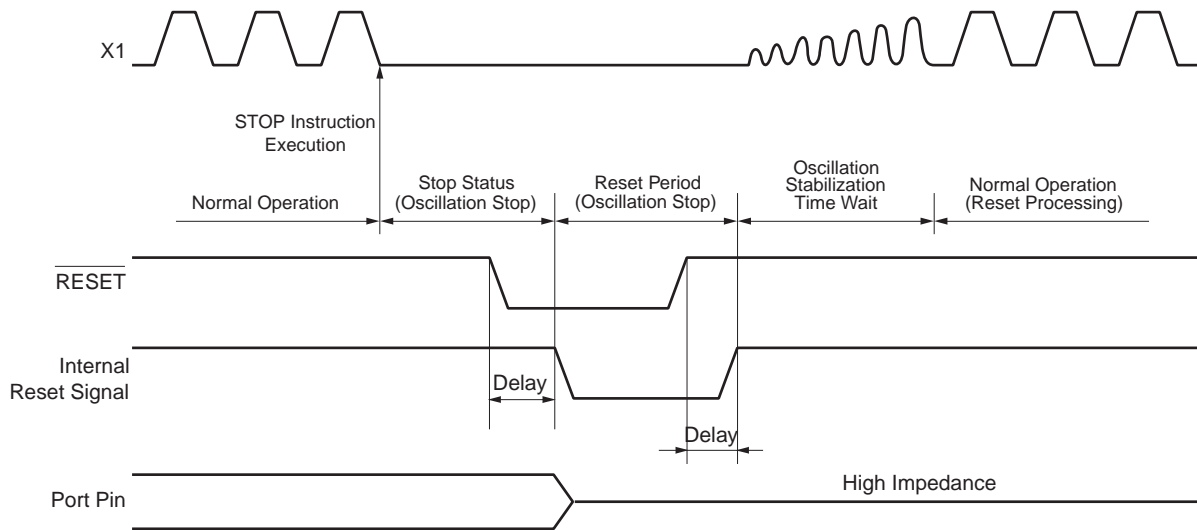 X1
STOP Instruction
Execution
Normal Operation
Stop Status
(Oscillation Stop)
Reset Period
(Oscillation Stop)
Oscillation
Stabilization
Time Wait
Normal Operation
(Reset Processing)
RESET
Internal
Reset Signal
Delay
Delay
Port Pin
High Impedance